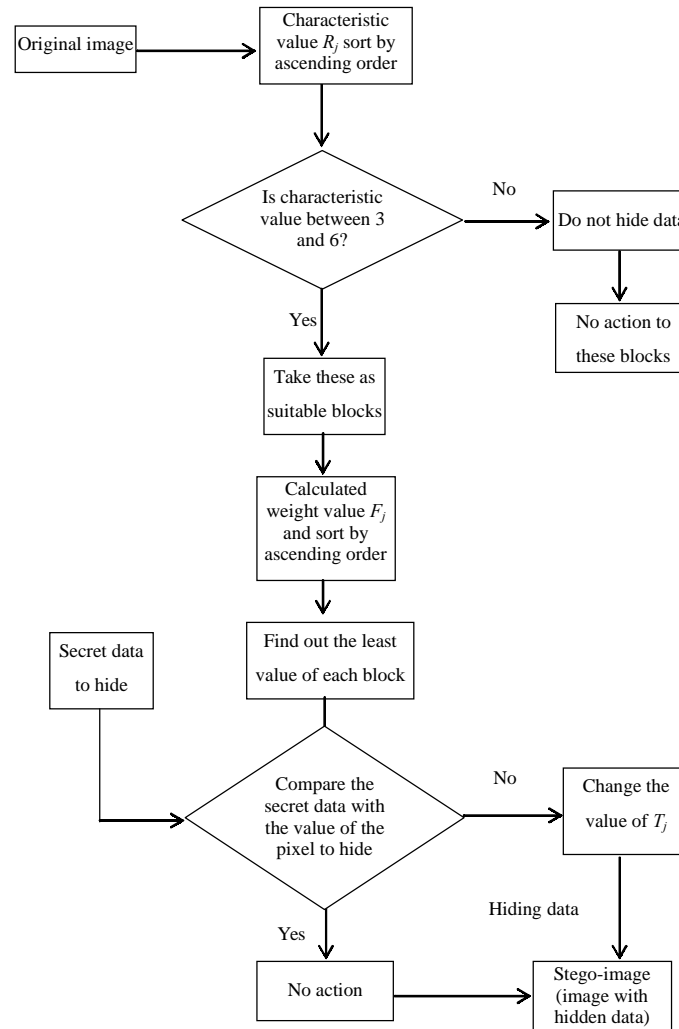 Original image
Characteristic
value R_j sort by
ascending order
Is characteristic
value between 3
and 6?
No
Do not hide data
No action to
these blocks
Yes
Take these as
suitable blocks
Calculated
weight value F_j
and sort by
ascending order
Find out the least
value of each block
Secret data
to hide
Compare the
secret data with
the value of the
pixel to hide
No
Change the
value of T_j
Hiding data
Yes
No action
Stego-image
(image with
hidden data)